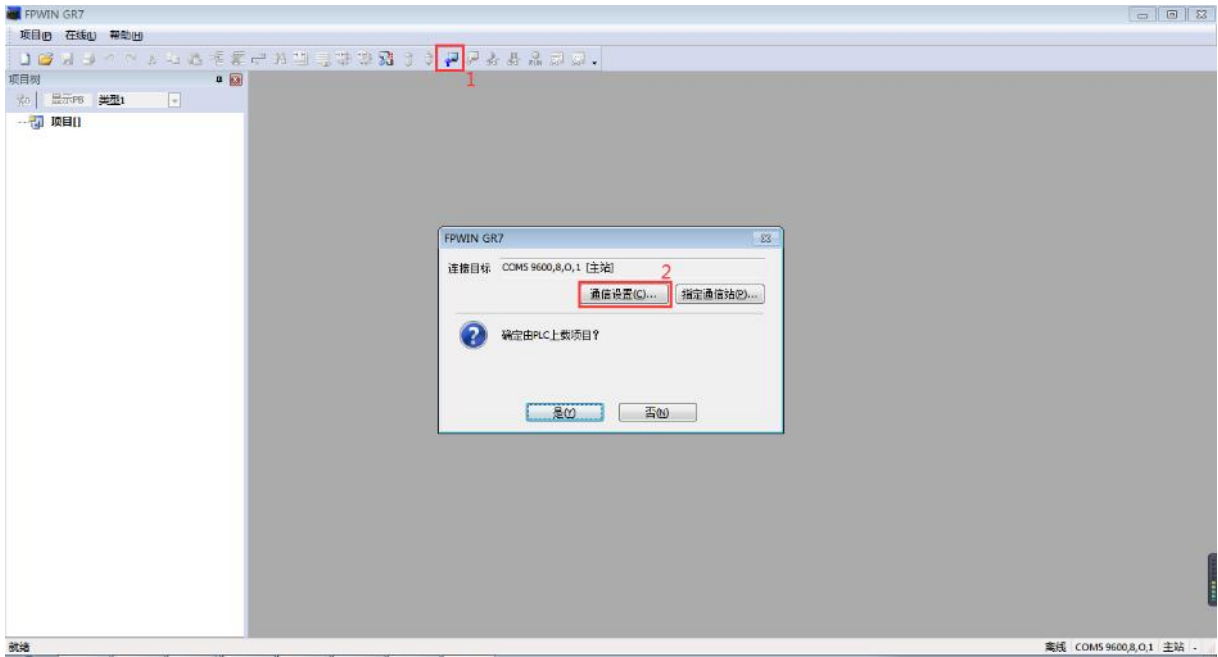 FPWIN GR7
项目(P) 在线(L) 帮助(H)
1
项目树
显示PB 类型1
项目[]
FPWIN GR7
连接目标 COM5 9600,8,O,1 [主站]
2
通信设置(C)... 指定通信站(P)...
确定由PLC上载项目?
是(Y) 否(N)
就绪
离线 COM5 9600,8,O,1 主站 -